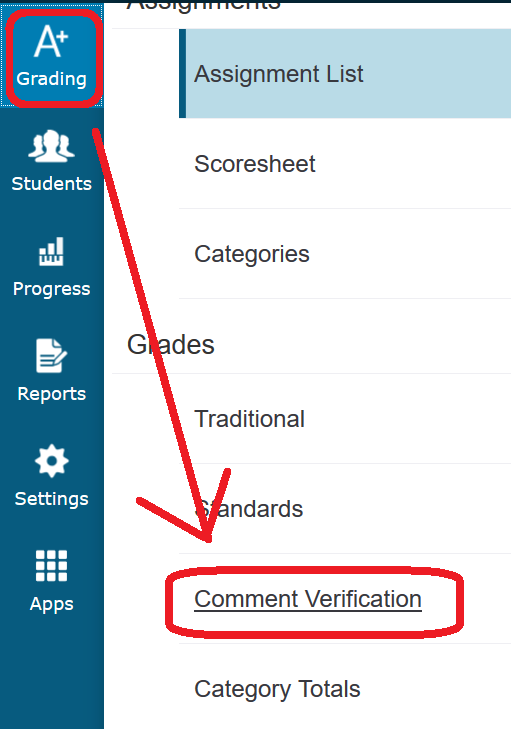 Assignments
Grading
Assignment List
Students
Scoresheet
Categories
Progress
Grades
Reports
Traditional
Settings
Standards
Apps
Comment Verification
Category Totals